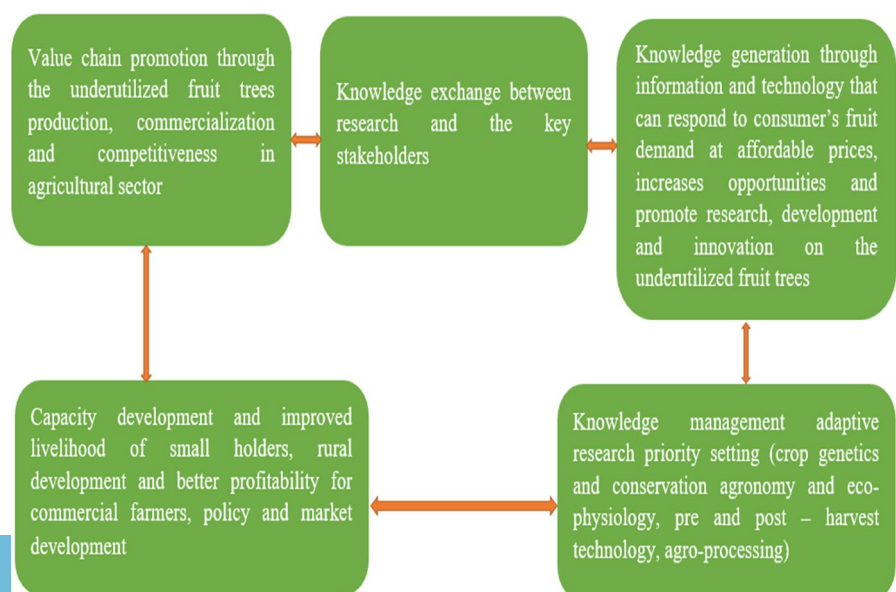 Value chain promotion through
the underutilized fruit trees
production, commercialization
and competitiveness in
agricultural sector
Knowledge exchange between
research and the key
stakeholders
Knowledge generation through
information and technology that
can respond to consumer’s fruit
demand at affordable prices,
increases opportunities and
promote research, development
and innovation on the
underutilized fruit trees
Capacity development and improved
livelihood of small holders, rural
development and better profitability for
commercial farmers, policy and market
development
Knowledge management adaptive
research priority setting (crop genetics
and conservation agronomy and eco-
physiology, pre and post – harvest
technology, agro-processing)